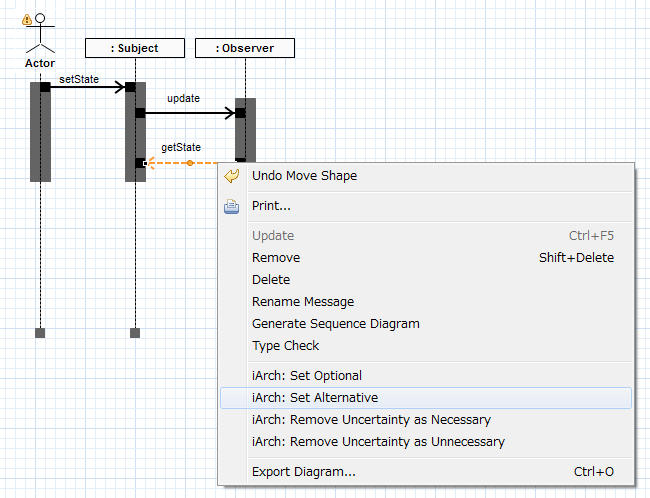 Actor
: Subject
: Observer
setState
update
getState
Undo Move Shape
Print...
Update Ctrl+F5
Remove Shift+Delete
Delete
Rename Message
Generate Sequence Diagram
Type Check
iArch: Set Optional
iArch: Set Alternative
iArch: Remove Uncertainty as Necessary
iArch: Remove Uncertainty as Unnecessary
Export Diagram... Ctrl+O